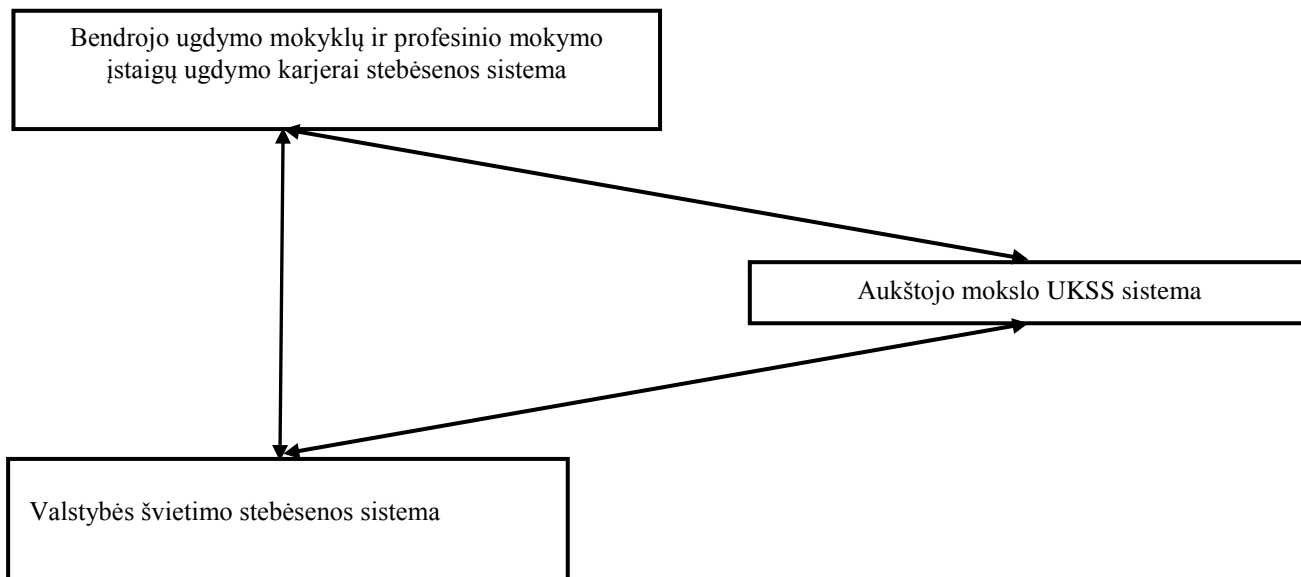 Bendrojo ugdymo mokyklų ir profesinio mokymo
įstaigų ugdymo karjerai stebėsenos sistema
Aukštojo mokslo UKSS sistema
Valstybės švietimo stebėsenos sistema